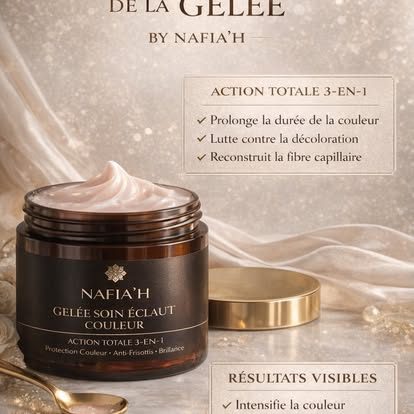 DE LA GELÉE
BY NAFIA'H
ACTION TOTALE 3-EN-1
✓ Prolonge la durée de la couleur
✓ Lutte contre la décoloration
✓ Reconstruit la fibre capillaire
NAFIA'H
GELÉE SOIN ÉCLAUT
COULEUR
ACTION TOTALE 3-EN-1
Protection Couleur • Anti-Frisottis • Brillance
RÉSULTATS VISIBLES
✓ Intensifie la couleur